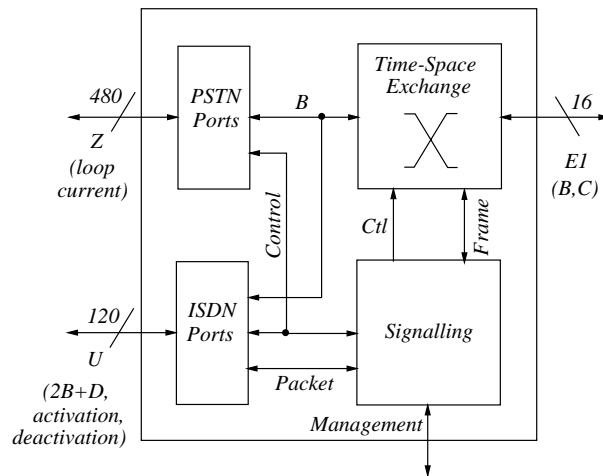 480
Z
(loop
current)
PSTN
Ports
B
Time-Space
Exchange
16
E1
(B,C)
Control
Ctl
Frame
120
U
(2B+D,
activation,
deactivation)
ISDN
Ports
Packet
Signalling
Management